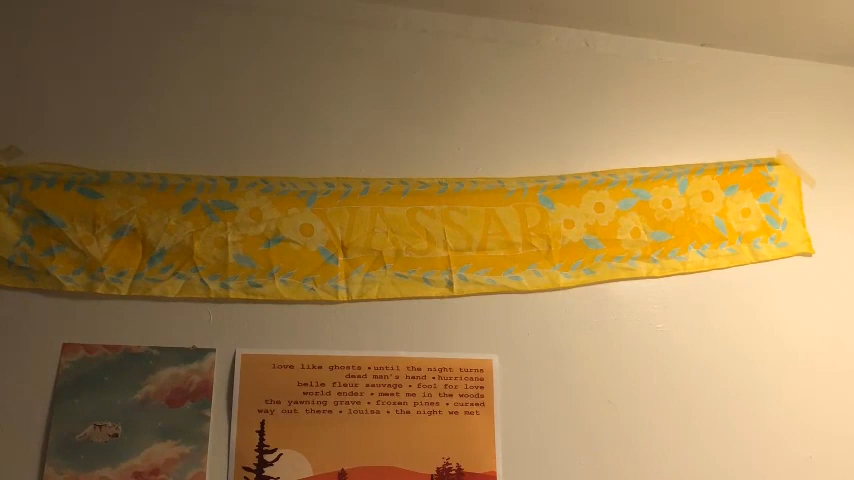 VASSAR
love like ghosts • until the night turns
dead man's hand • hurricane
belle fleur sauvage • fool for love
world ender • meet me in the woods
the yawning grave • frozen pines • cursed
way out there • louisa • the night we met